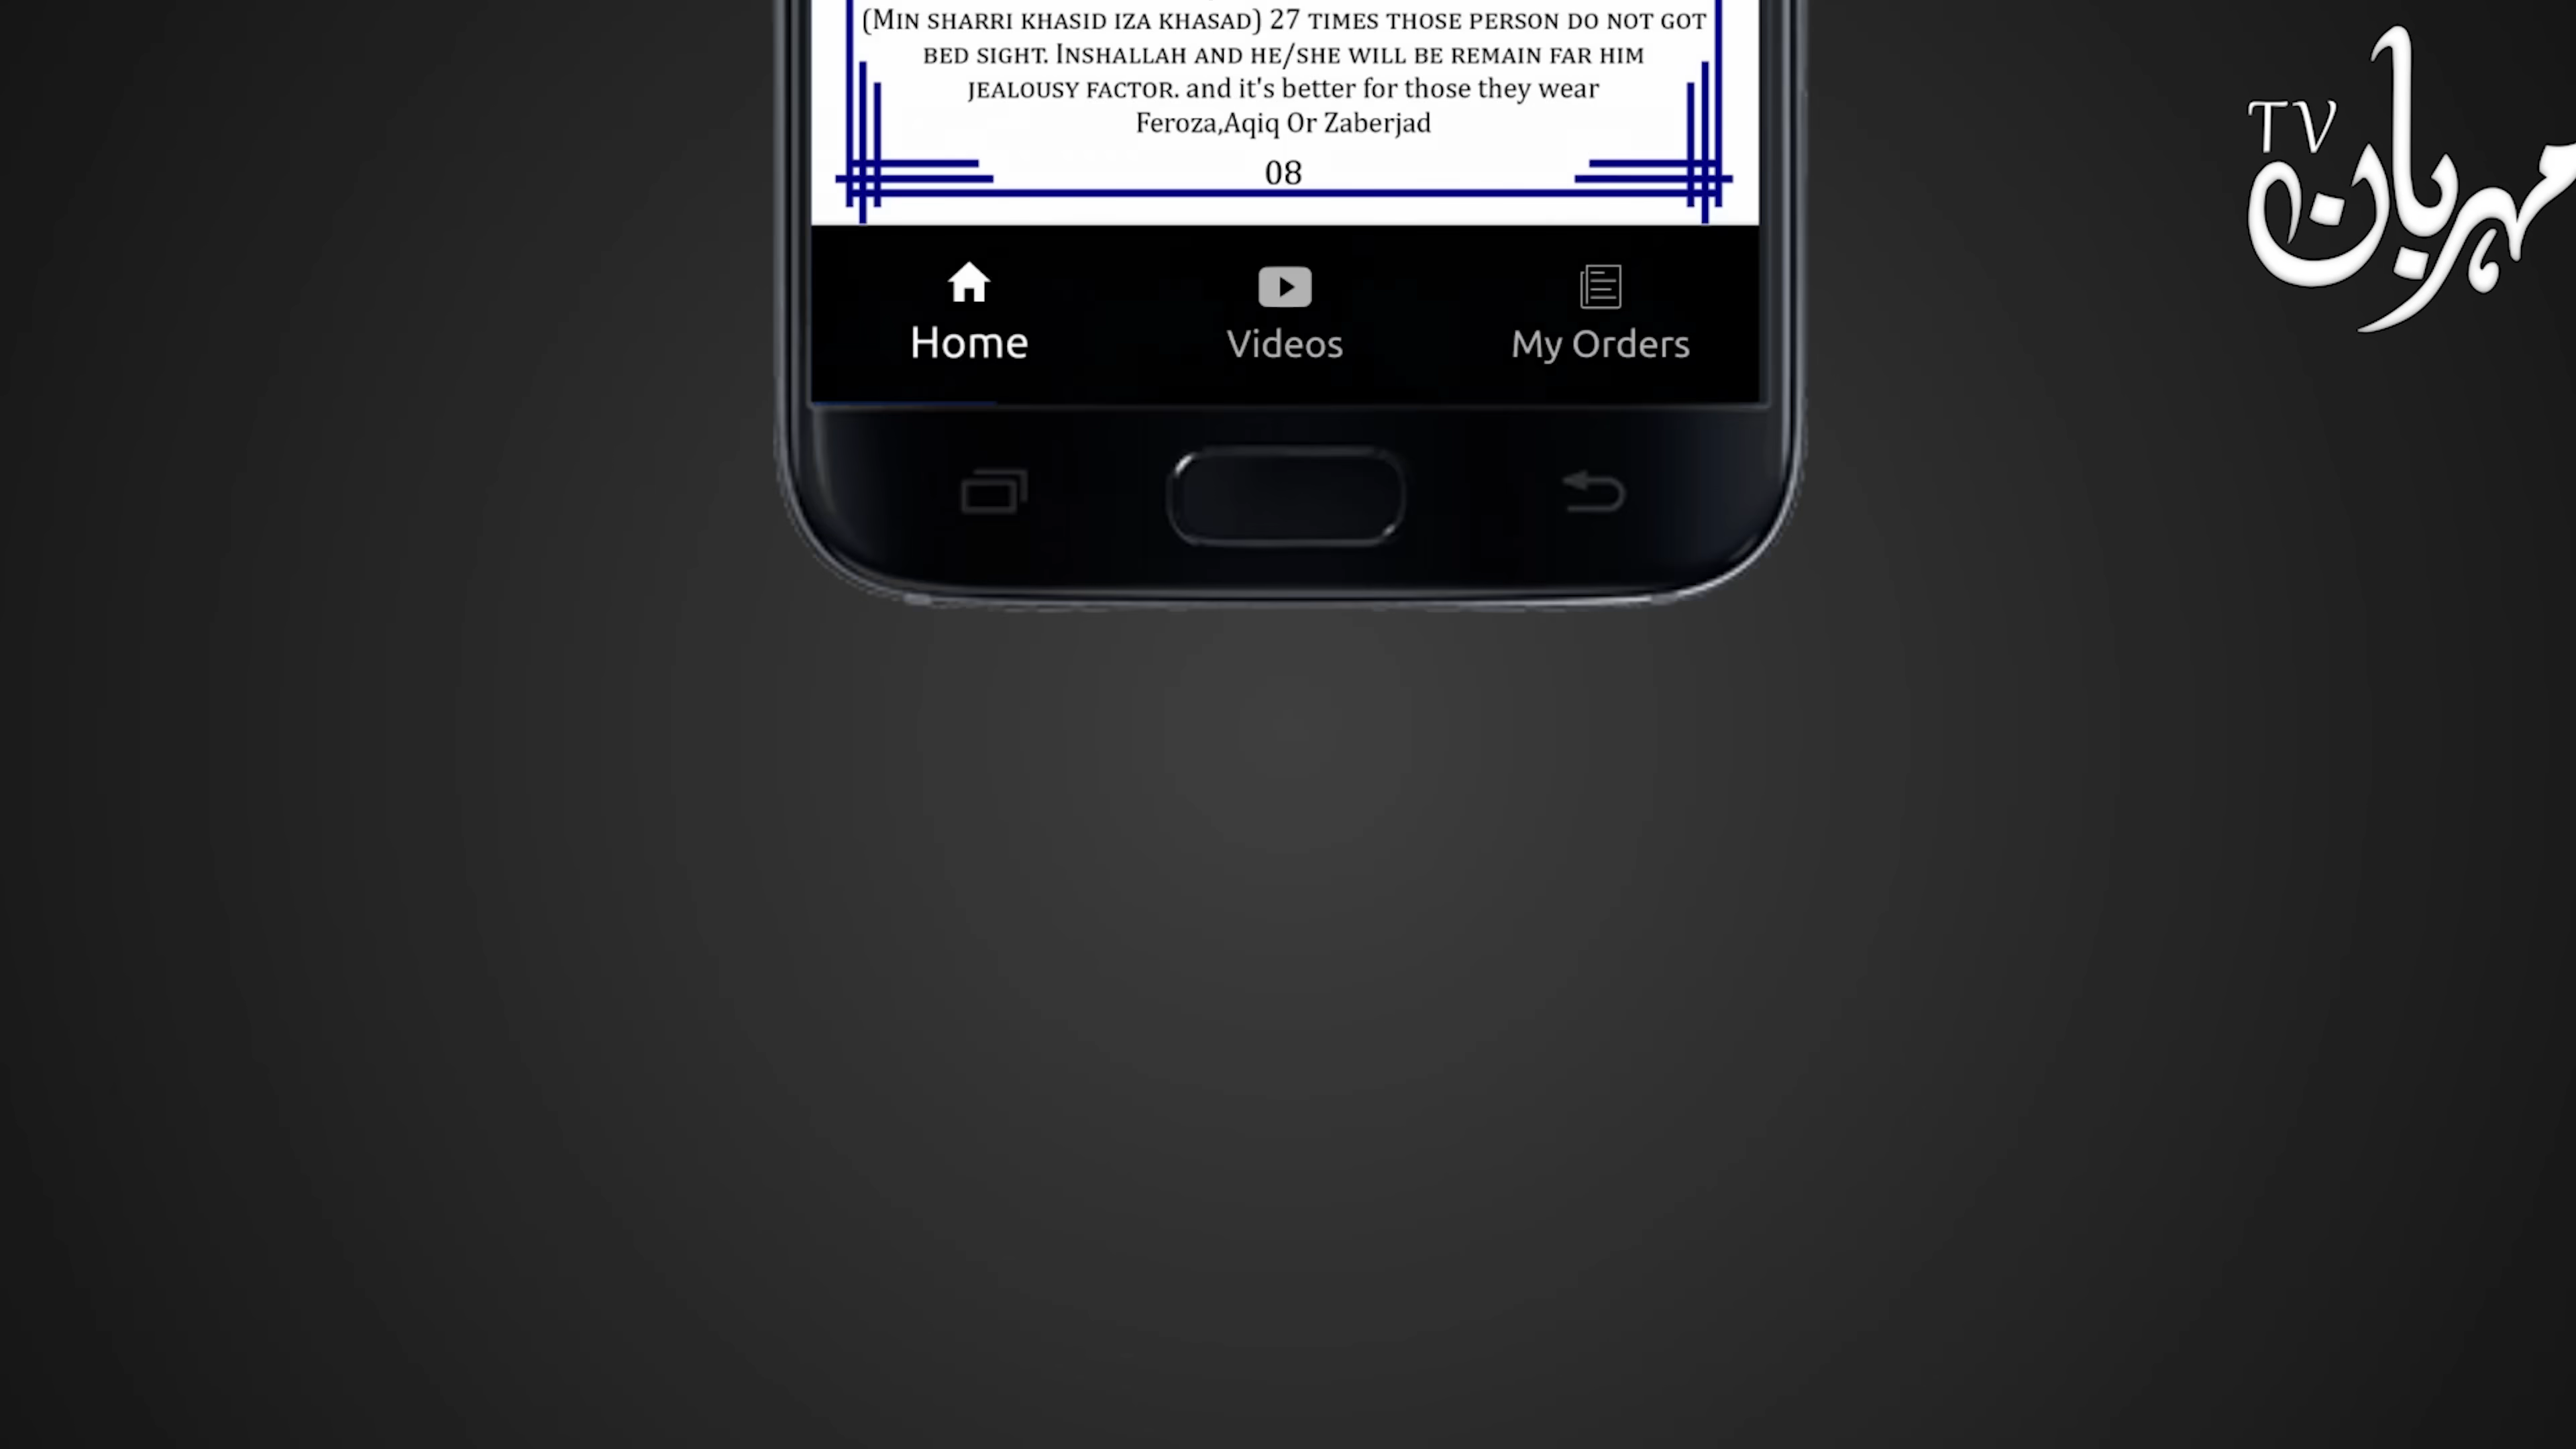 (MIN SHARRI KHASID IZA KHASAD) 27 TIMES THOSE PERSON DO NOT GOT
BED SIGHT. INSHALLAH AND HE/SHE WILL BE REMAIN FAR HIM
JEALOUSY FACTOR. and it's better for those they wear
Feroza,Aqiq Or Zaberjad
08
Home
Videos
My Orders
TV
مہربان